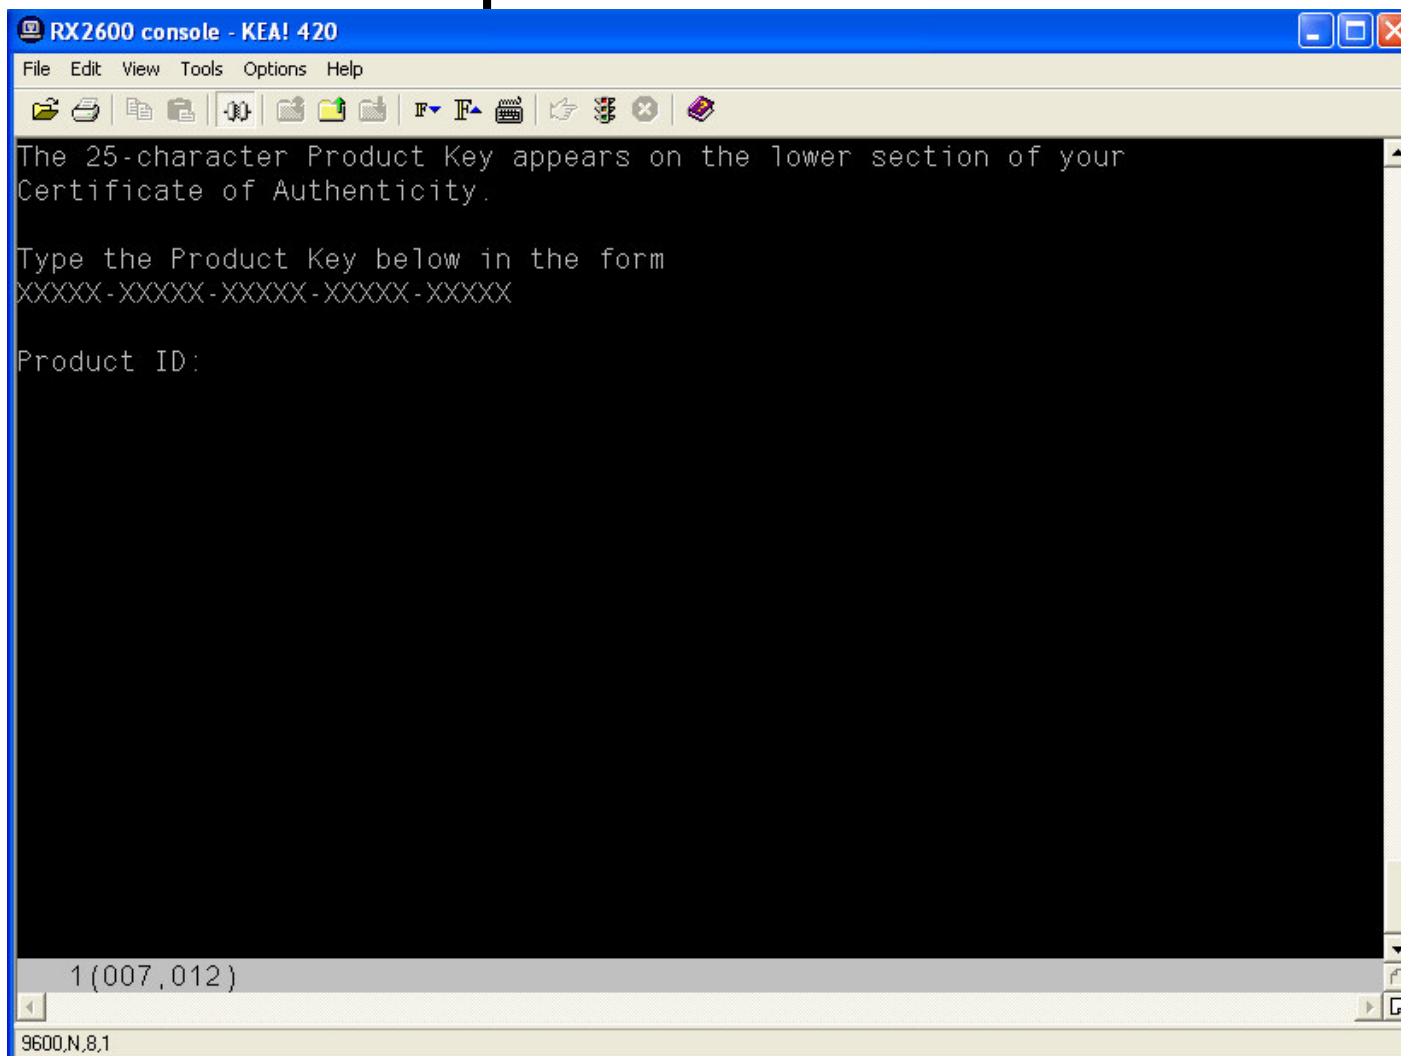 RX2600 console - KEA! 420
File Edit View Tools Options Help
The 25-character Product Key appears on the lower section of your
Certificate of Authenticity.
Type the Product Key below in the form
XXXXX-XXXXX-XXXXX-XXXXX-XXXXX
Product ID:
1(007,012)
9600,N,8,1